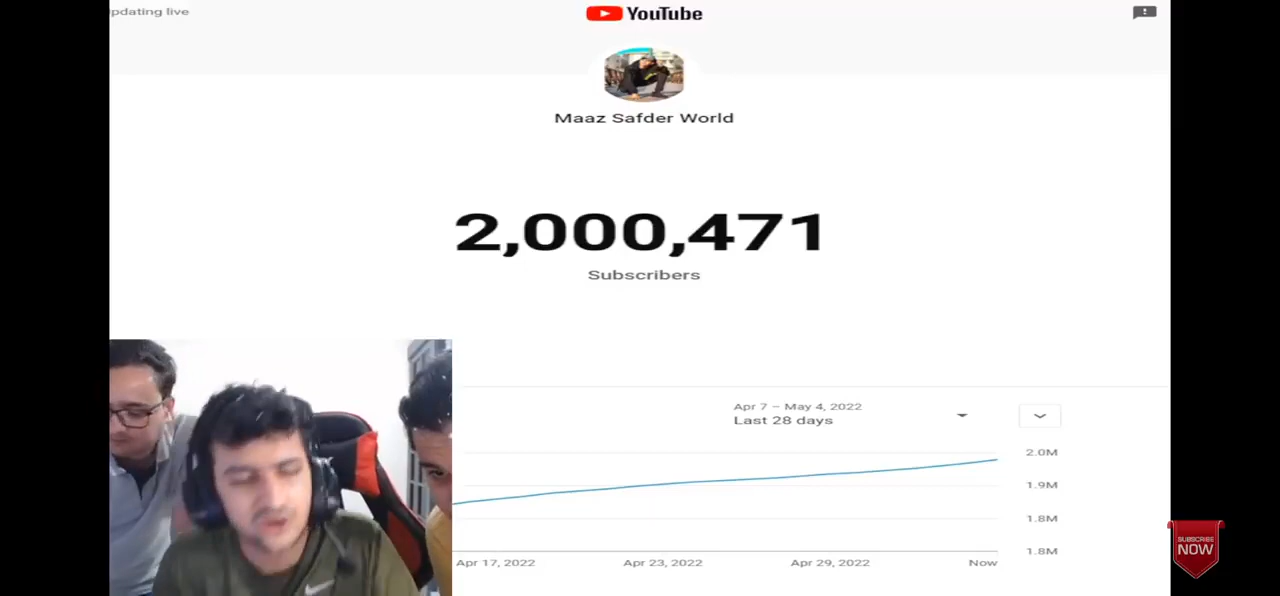 pdating live
YouTube
Maaz Safder World
2,000,471
Subscribers
Apr 7 – May 4, 2022
Last 28 days
2.0M
1.9M
1.8M
1.8M
Apr 17, 2022
Apr 23, 2022
Apr 29, 2022
Now
SUBSCRIBE
NOW